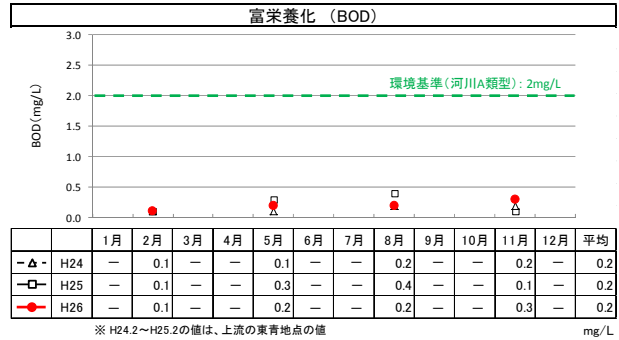 富栄養化 （BOD）
BOD（mg/L）
3.0
2.5
2.0
1.5
1.0
0.5
0.0
環境基準（河川A類型）：2mg/L
1月 2月 3月 4月 5月 6月 7月 8月 9月 10月 11月 12月 平均
H24 － 0.1 － － 0.1 － － 0.2 － － 0.2 － 0.2
H25 － 0.1 － － 0.3 － － 0.4 － － 0.1 － 0.2
H26 － 0.1 － － 0.2 － － 0.2 － － 0.3 － 0.2
※ H24.2～H25.2の値は、上流の東青地点の値 mg/L